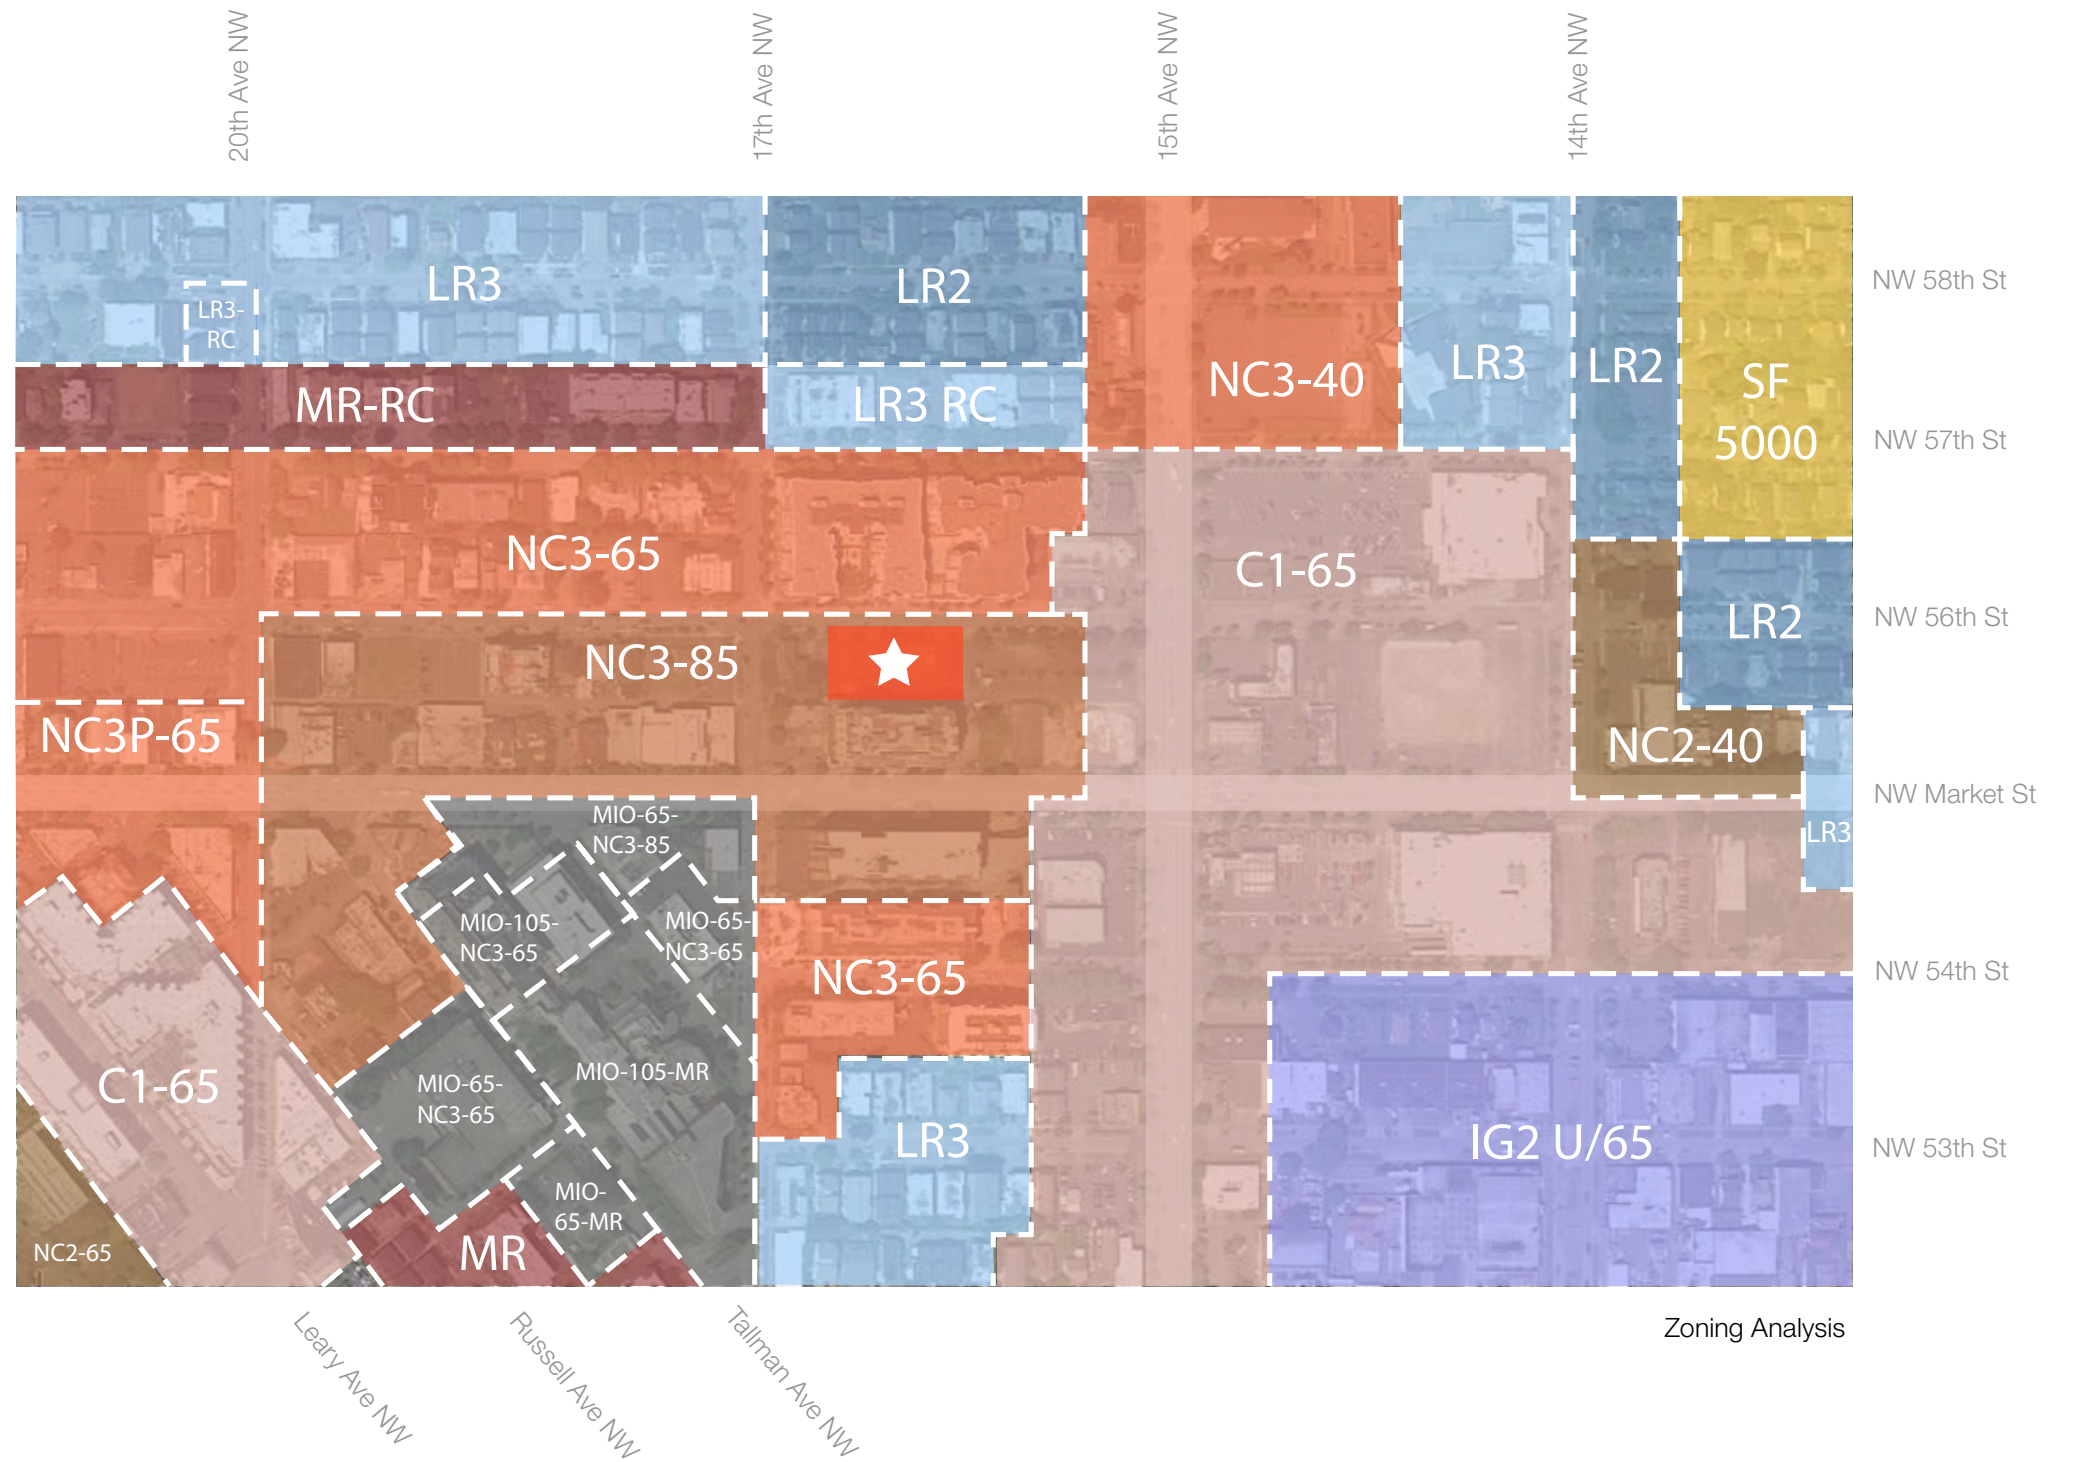 20th Ave NW
17th Ave NW
15th Ave NW
14th Ave NW
LR3
LR3-
RC
LR2
NC3-40
LR3
LR2
SF
5000
NW 58th St
MR-RC
LR3 RC
NW 57th St
NC3-65
C1-65
LR2
NW 56th St
NC3-85
NC3P-65
NC2-40
NW Market St
MIO-65-
NC3-85
LR3
MIO-105-
NC3-65
MIO-65-
NC3-65
NC3-65
NW 54th St
C1-65
MIO-65-
NC3-65
MIO-105-MR
LR3
IG2 U/65
NW 53th St
MIO-
65-MR
NC2-65
MR
Leary Ave NW
Russell Ave NW
Tallman Ave NW
Zoning Analysis